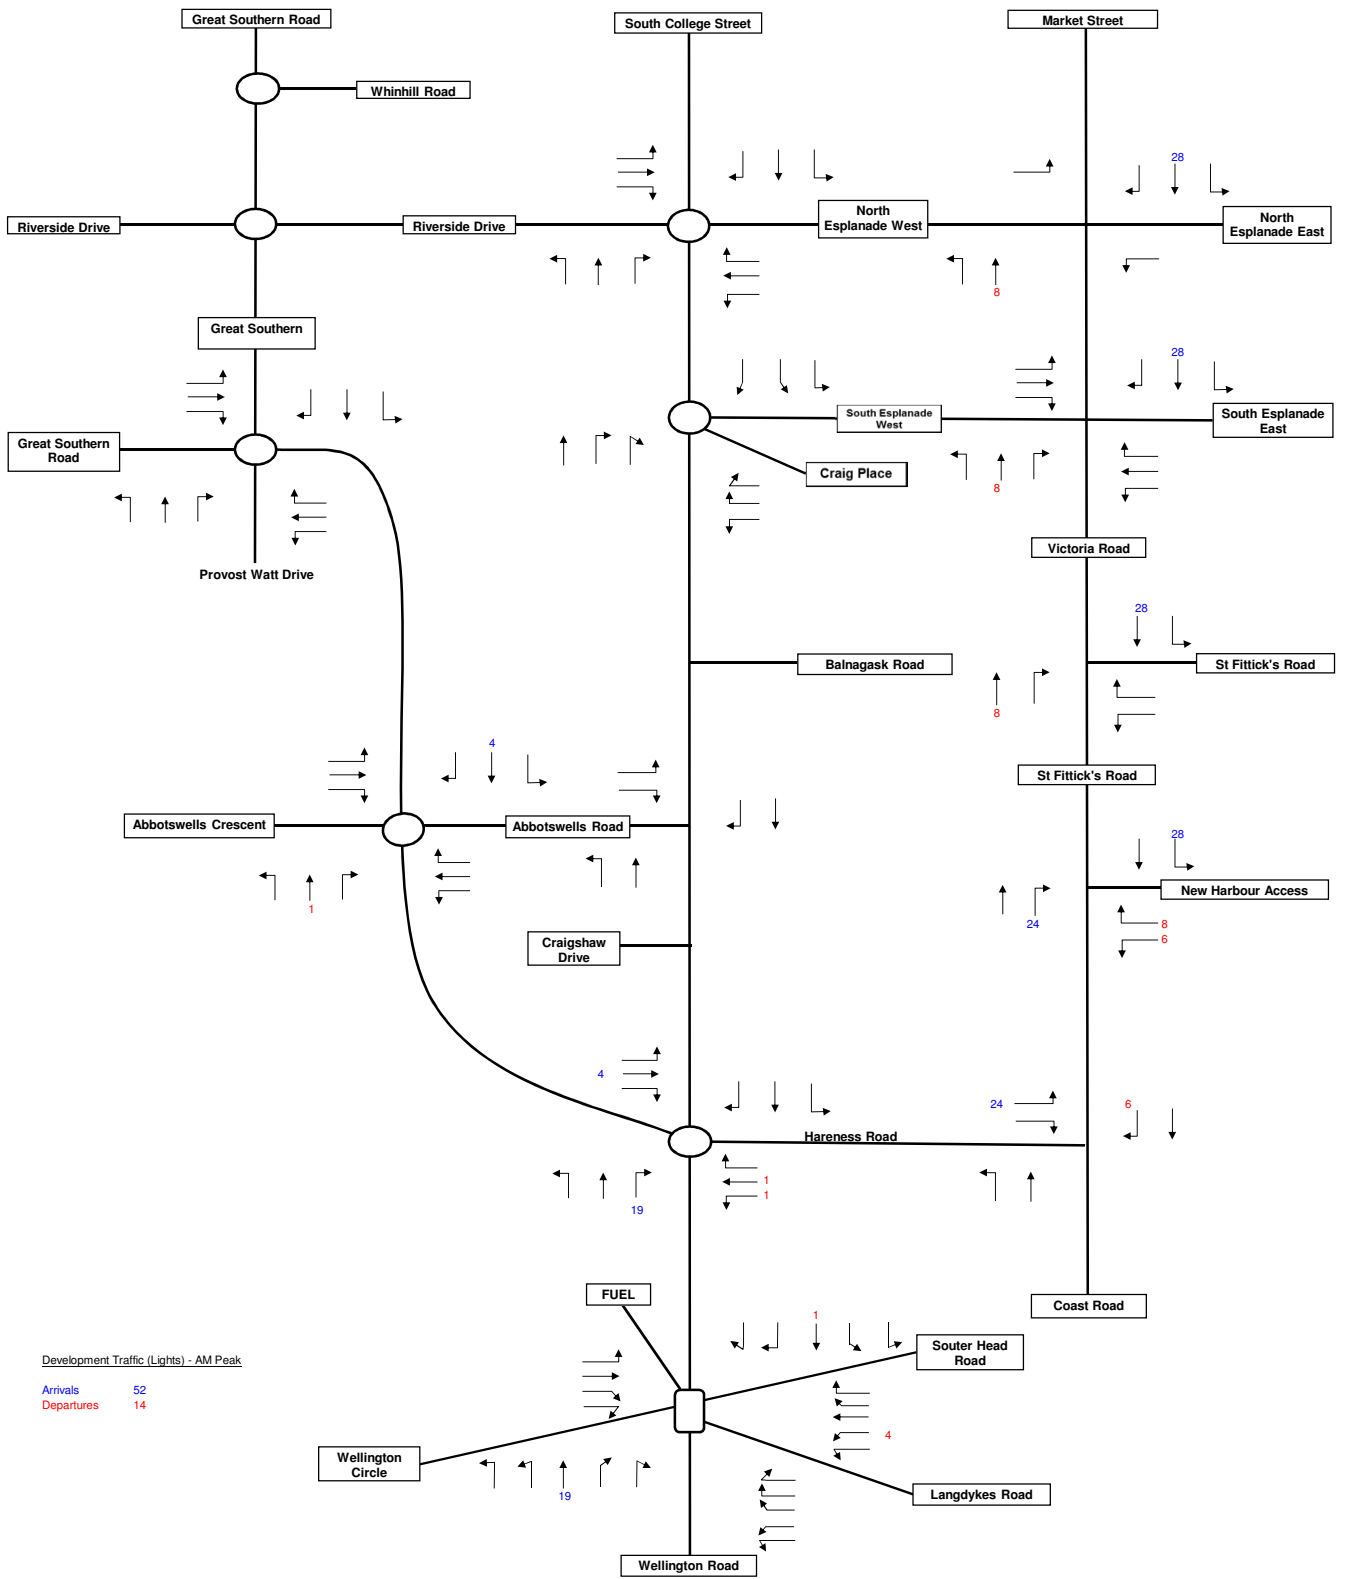 Great Southern Road
South College Street
Market Street
Whinhill Road
28
Riverside Drive
Riverside Drive
North
Esplanade West
North
Esplanade East
8
Great Southern
28
South Esplanade
West
South Esplanade
East
Great Southern
Road
Craig Place
8
Victoria Road
Provost Watt Drive
28
Balnagask Road
St Fittick's Road
8
4
St Fittick's Road
Abbotswells Crescent
Abbotswells Road
28
New Harbour Access
1
24
8
6
Craigshaw
Drive
4
24
6
Hareness Road
1
1
19
FUEL
Coast Road
1
Souter Head
Road
Development Traffic (Lights) - AM Peak
Arrivals 52
Departures 14
4
Wellington
Circle
19
Langdykes Road
Wellington Road